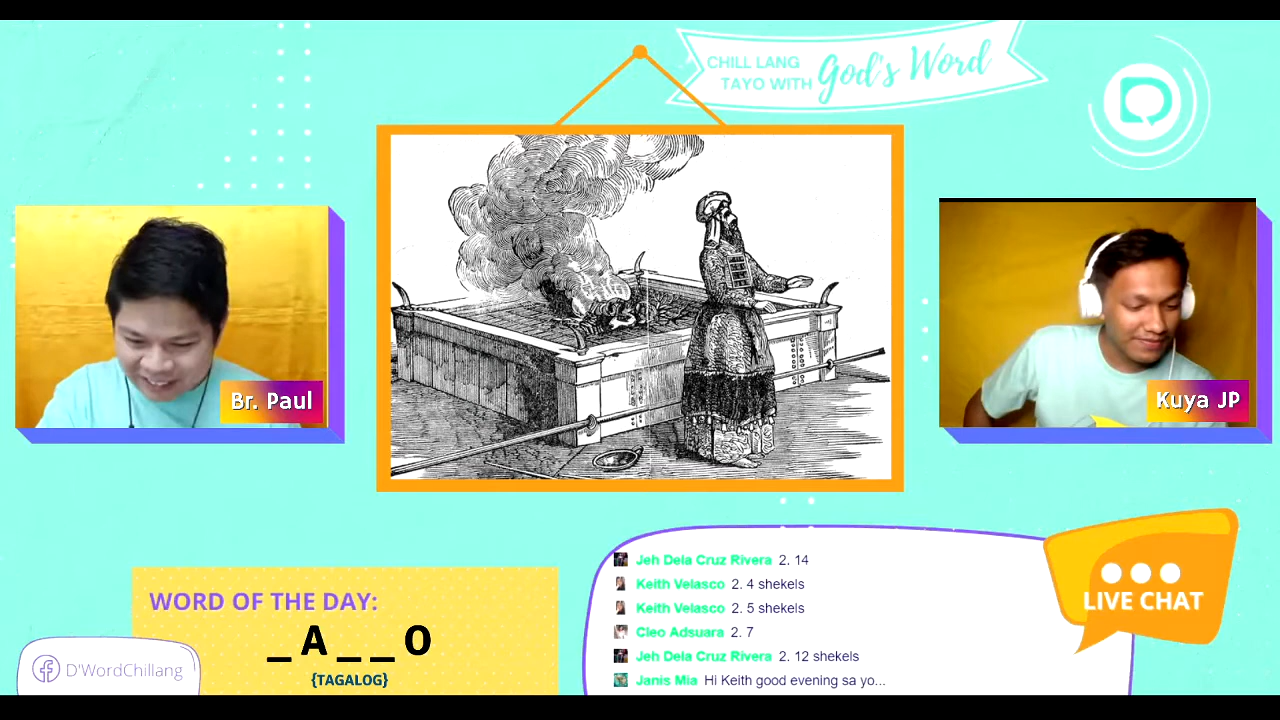 CHILL LANG
TAYO WITH God's Word
Br. Paul
Kuya JP
WORD OF THE DAY:
_ A _ _ O
{TAGALOG}
D'WordChillang
Jeh Dela Cruz Rivera 2. 14
Keith Velasco 2. 4 shekels
Keith Velasco 2. 5 shekels
Cleo Adsuara 2. 7
Jeh Dela Cruz Rivera 2. 12 shekels
Janis Mia Hi Keith good evening sa yo...
LIVE CHAT